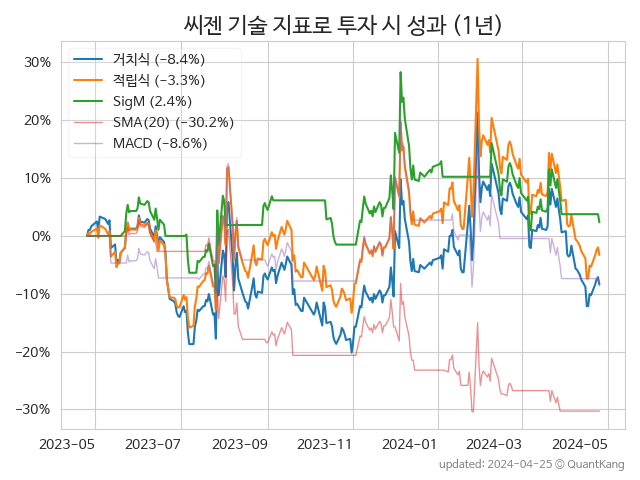 씨젠 기술 지표로 투자 시 성과 (1년)
거치식 (−8.4%)
적립식 (−3.3%)
SigM (2.4%)
SMA(20) (−30.2%)
MACD (−8.6%)
30%
20%
10%
0%
−10%
−20%
−30%
2023−05 2023−07 2023−09 2023−11 2024−01 2024−03 2024−05
updated: 2024-04-25 © QuantKang